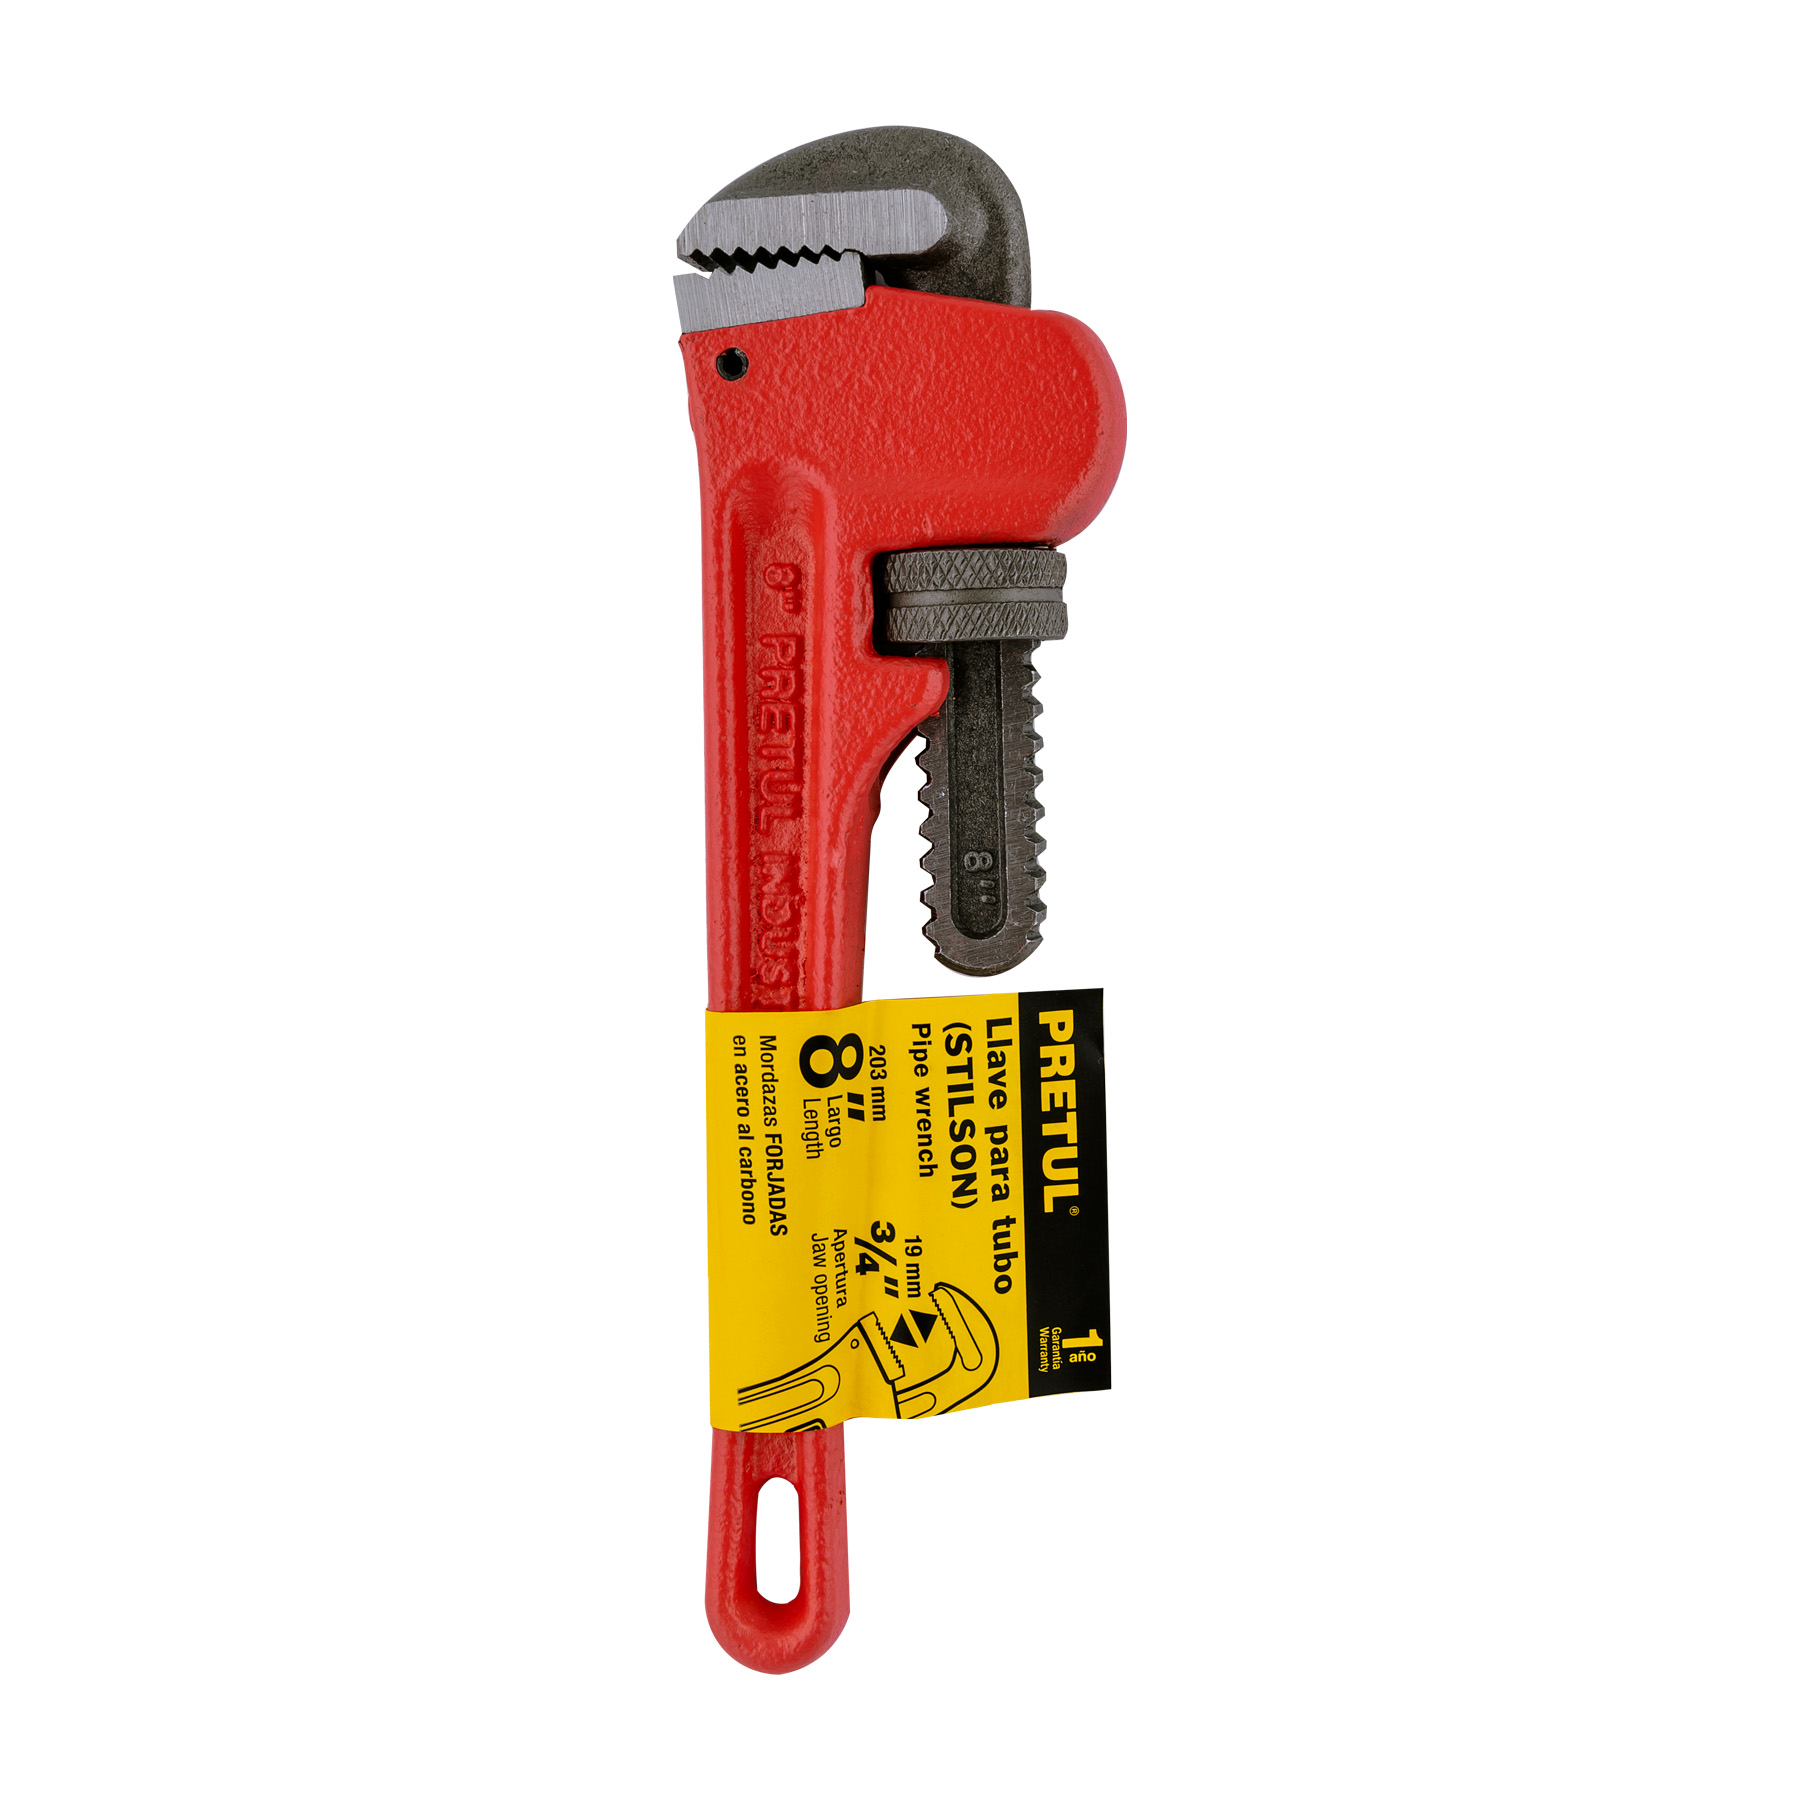 8" PRETUL INDUS
8"
PRETUL®
1 año
Garantía
Warranty
Llave para tubo
(STILSON)
Pipe wrench
203 mm
8"
Largo
Length
19 mm
3/4"
Apertura
Jaw opening
Mordazas FORJADAS
en acero al carbono